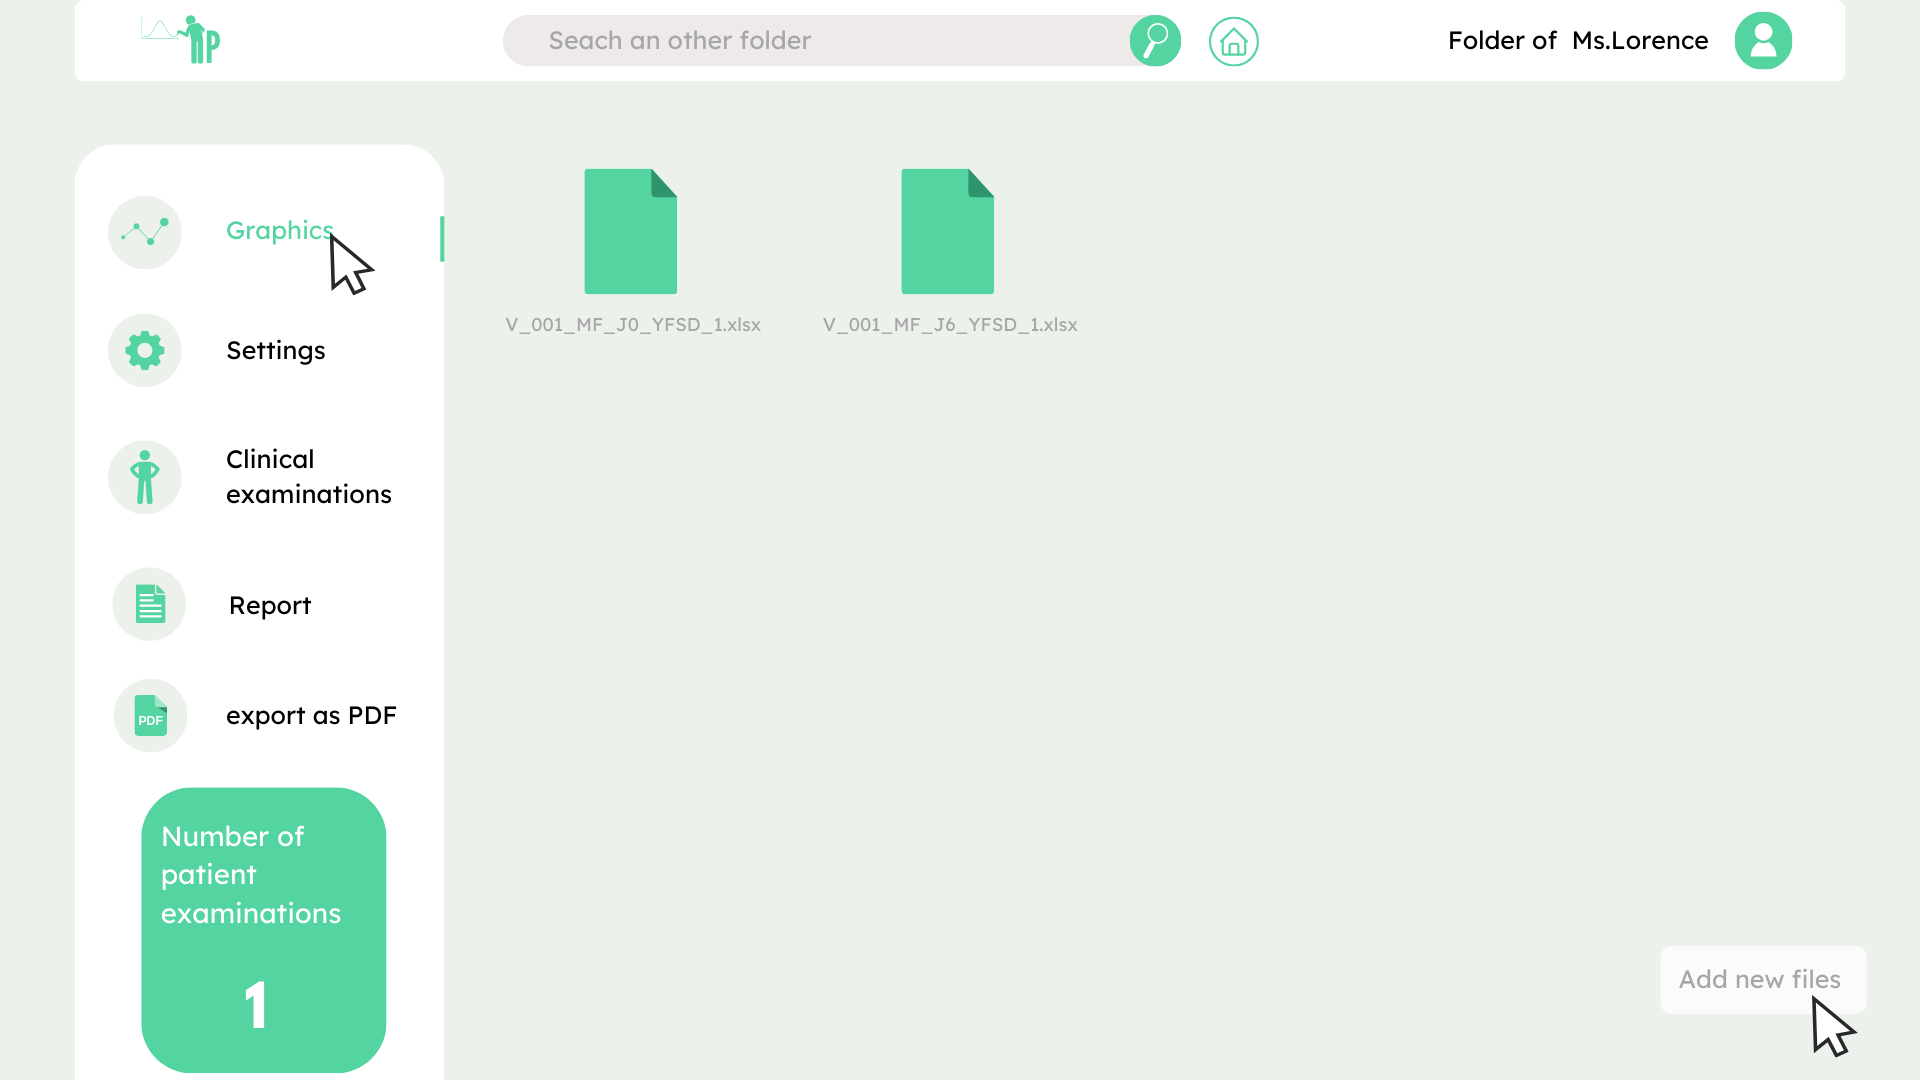 p
Seach an other folder
Folder of Ms.Lorence
Graphics
Settings
Clinical
examinations
Report
PDF
export as PDF
Number of
patient
examinations
1
V_001_MF_J0_YFSD_1.xlsx
V_001_MF_J6_YFSD_1.xlsx
Add new files